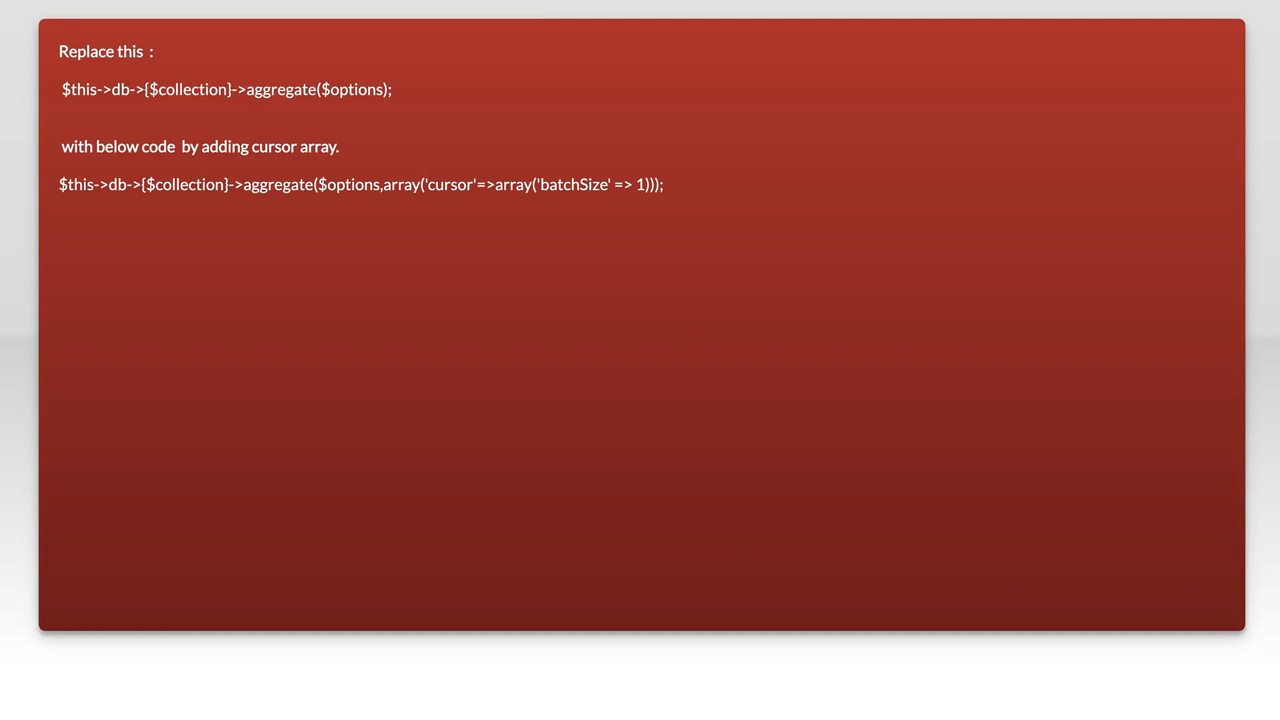 Replace this :
$this->db->{$collection}->aggregate($options);
with below code by adding cursor array.
$this->db->{$collection}->aggregate($options,array('cursor'=>array('batchSize' => 1)));